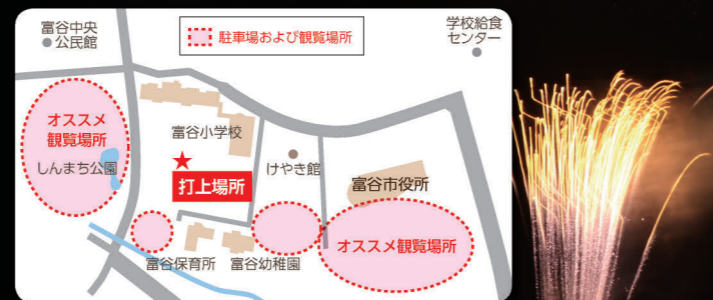 富谷中央
公民館
駐車場および観覧場所
学校給食
センター
オススメ
観覧場所
しんまち公園
富谷小学校
打上場所
けやき館
富谷市役所
オススメ観覧場所
富谷保育所
富谷幼稚園